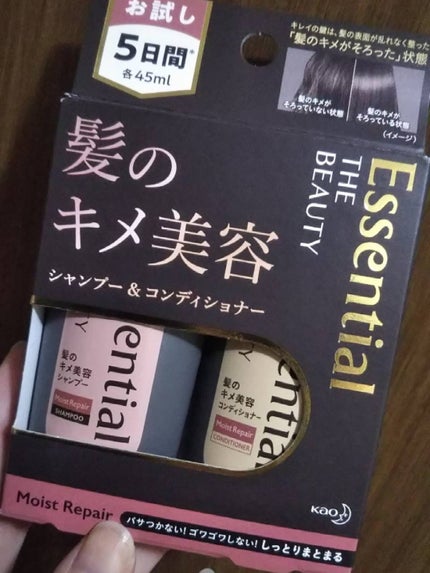 お試し
5日間*
各45ml
キレイの鍵は、髪の表面が乱れなく整った
「髪のキメがそろった」状態
髪のキメが
そろっていない状態
髪のキメが
そろっている状態
(イメージ)
Essential
THE
BEAUTY
髪の
キメ美容
シャンプー&コンディショナー
ential
Y
髪の
キメ美容
シャンプー
Moist Repair
SHAMPOO
ential
Y
髪の
キメ美容
コンディショナー
Moist Repair
CONDITIONER
Kao
Moist Repair
パサつかない!ゴワゴワしない!しっとりまとまる